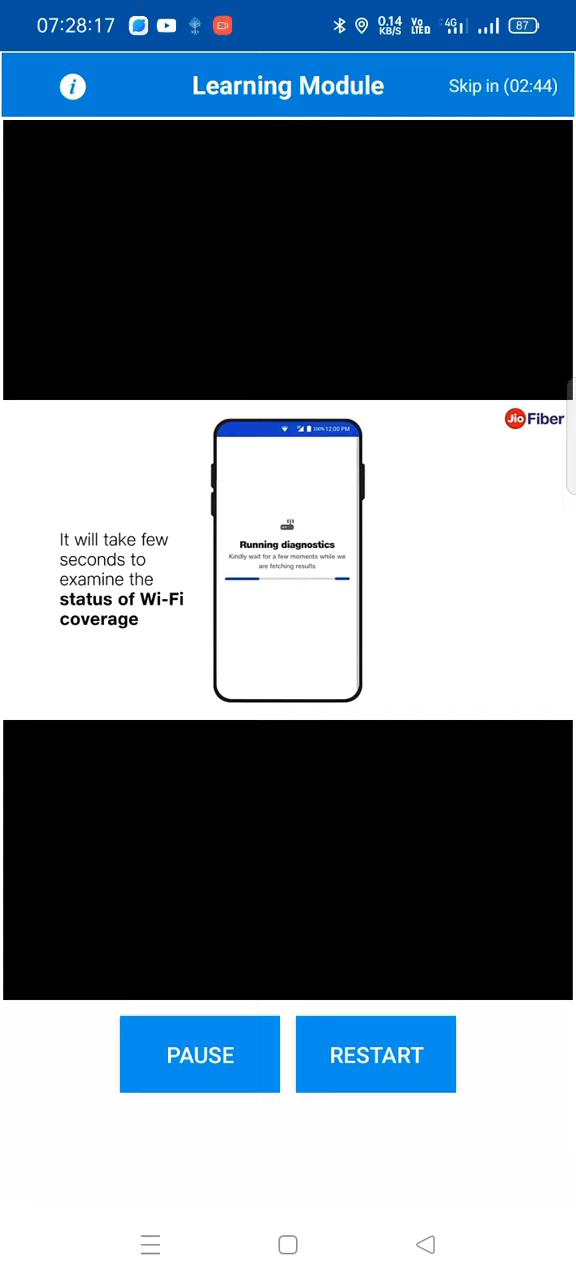 07:28:17
0.14 KB/S
Vo LTED
4G
87
Learning Module
Skip in (02:44)
Jio Fiber
100% 12:00 PM
Running diagnostics
Kindly wait for a few moments while we
are fetching results
It will take few
seconds to
examine the
status of Wi-Fi
coverage
PAUSE
RESTART